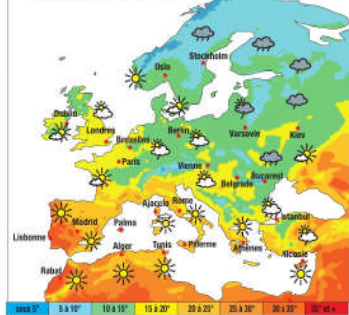 Stockholm
Oslo
Dublin
Londres
Berlin
Bruxelles
Varsovie
Kiev
Paris
Vienne
Belgrade
Bucarest
Ajaccio
Rome
Istanbul
Madrid
Palma
Lisbonne
Alger
Tunis
Palerme
Athènes
Nicosie
Rabat
sous 5° 5 à 10° 10 à 15° 15 à 20° 20 à 25° 25 à 30° 30 à 35° 35° et +